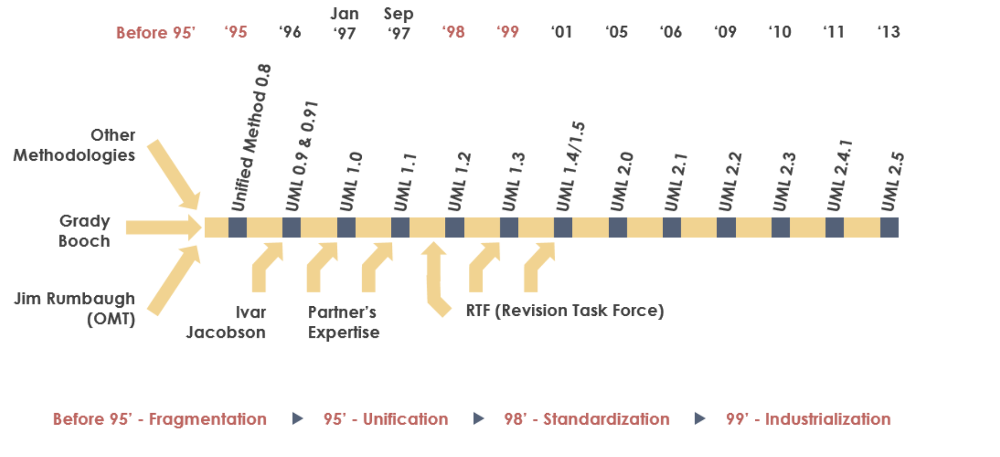 Jan Sep
Before 95’ ‘95 ‘96 ‘97 ‘97 ‘98 ‘99 ‘01 ‘05 ‘06 ‘09 ‘10 ‘11 ‘13
Unified Method 0.8
UML 0.9 & 0.91
UML 1.0
UML 1.1
UML 1.2
UML 1.3
UML 1.4/1.5
UML 2.0
UML 2.1
UML 2.2
UML 2.3
UML 2.4.1
UML 2.5
Other
Methodologies
Grady
Booch
Jim Rumbaugh
(OMT)
Ivar
Jacobson
Partner’s
Expertise
RTF (Revision Task Force)
Before 95’ - Fragmentation 95’ - Unification 98’ - Standardization 99’ - Industrialization